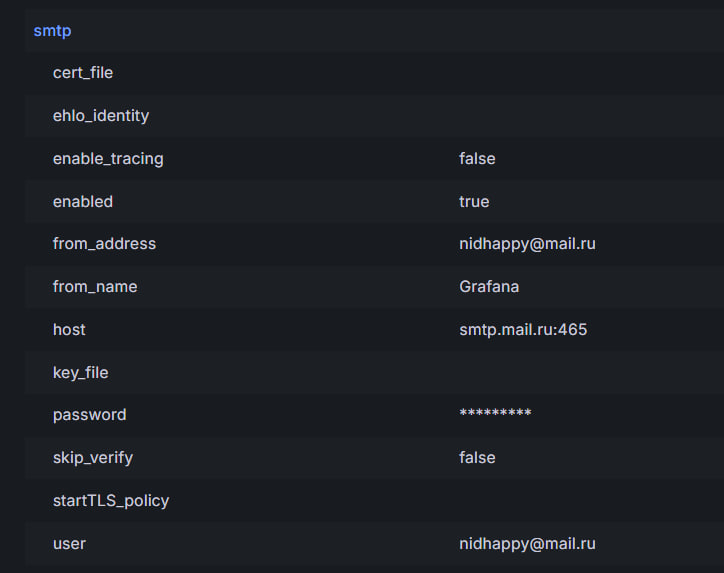 smtp
cert_file
ehlo_identity
enable_tracing false
enabled true
from_address nidhappy@mail.ru
from_name Grafana
host smtp.mail.ru:465
key_file
password *********
skip_verify false
startTLS_policy
user nidhappy@mail.ru